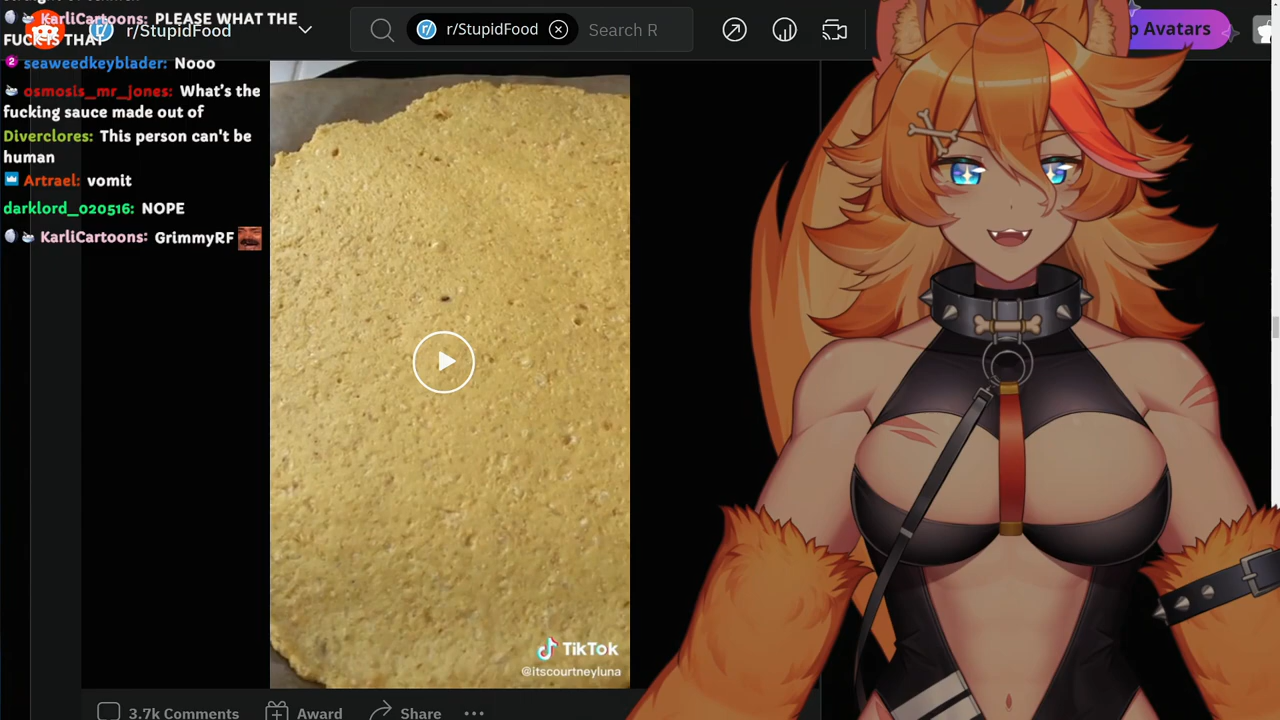 KarliCartoons: PLEASE WHAT THE
FUCK IS THAT
r/StupidFood
r/StupidFood
Search R
Avatars
seaweedkeyblader: Nooo
osmosis_mr_jones: What's the
fucking sauce made out of
Diverclores: This person can't be
human
Artrael: vomit
darklord_020516: NOPE
KarliCartoons: GrimmyRF
TikTok
@itscourtneyluna
3.7k Comments
Award
Share